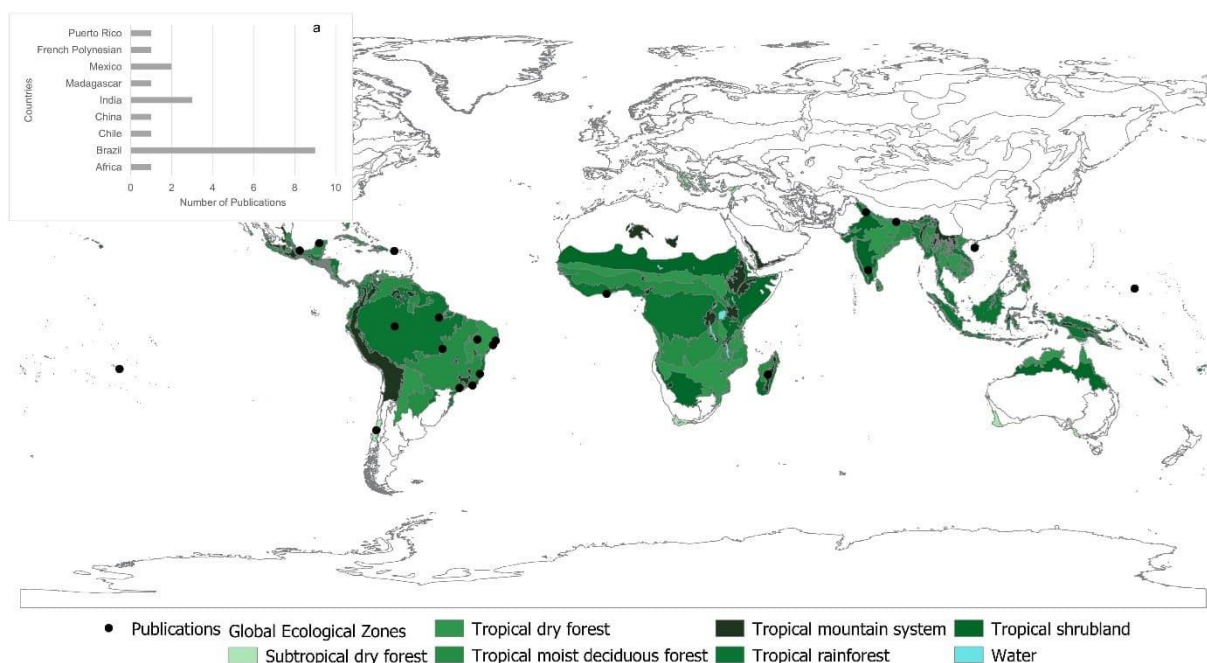 a
Puerto Rico
French Polynesian
Mexico
Madagascar
India
China
Chile
Brazil
Africa
Countries
0 2 4 6 8 10
Number of Publications
Publications Global Ecological Zones Tropical dry forest Tropical mountain system Tropical shrubland
Subtropical dry forest Tropical moist deciduous forest Tropical rainforest Water